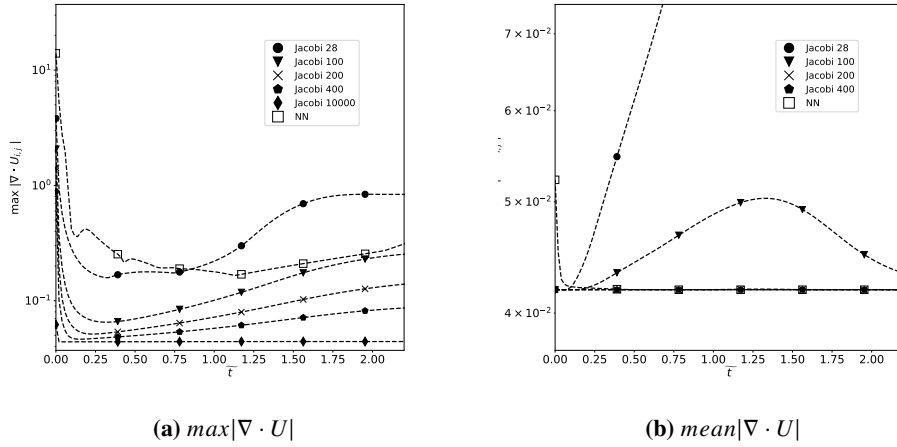 10¹
10⁰
10⁻¹
max |∇ · U_{i,j}|
0.00 0.25 0.50 0.75 1.00 1.25 1.50 1.75 2.00
t̃
Jacobi 28
Jacobi 100
Jacobi 200
Jacobi 400
Jacobi 10000
NN
(a) max|∇ · U|
7 × 10⁻²
6 × 10⁻²
5 × 10⁻²
4 × 10⁻²
0.00 0.25 0.50 0.75 1.00 1.25 1.50 1.75 2.00
t̃
Jacobi 28
Jacobi 100
Jacobi 200
Jacobi 400
NN
(b) mean|∇ · U|